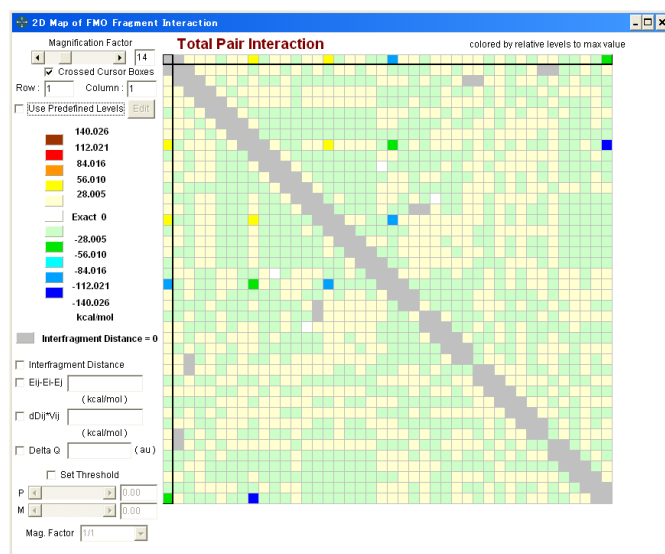 2D Map of FMO Fragment Interaction
Magnification Factor
14
Total Pair Interaction
colored by relative levels to max value
Crossed Cursor Boxes
Row : 1 Column : 1
Use Predefined Levels Edit
140.026
112.021
84.016
56.010
28.005
Exact 0
-28.005
-56.010
-84.016
-112.021
-140.026
kcal/mol
Interfragment Distance = 0
Interfragment Distance
Eij-Ei-Ej
( kcal/mol )
dDij*Vij
( kcal/mol )
Delta Q ( au )
Set Threshold
P 0.00
M 0.00
Mag. Factor 1/1